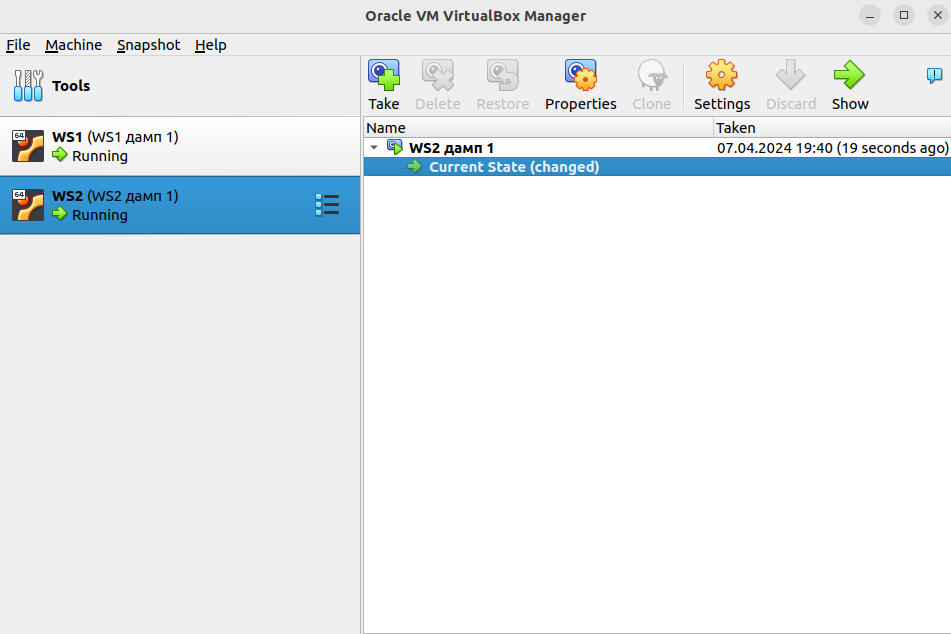 Oracle VM VirtualBox Manager
File Machine Snapshot Help
Tools
Take Delete Restore Properties Clone Settings Discard Show
Name Taken
64 WS1 (WS1 дамп 1)
Running
64 WS2 (WS2 дамп 1)
Running
WS2 дамп 1 07.04.2024 19:40 (19 seconds ago)
Current State (changed)